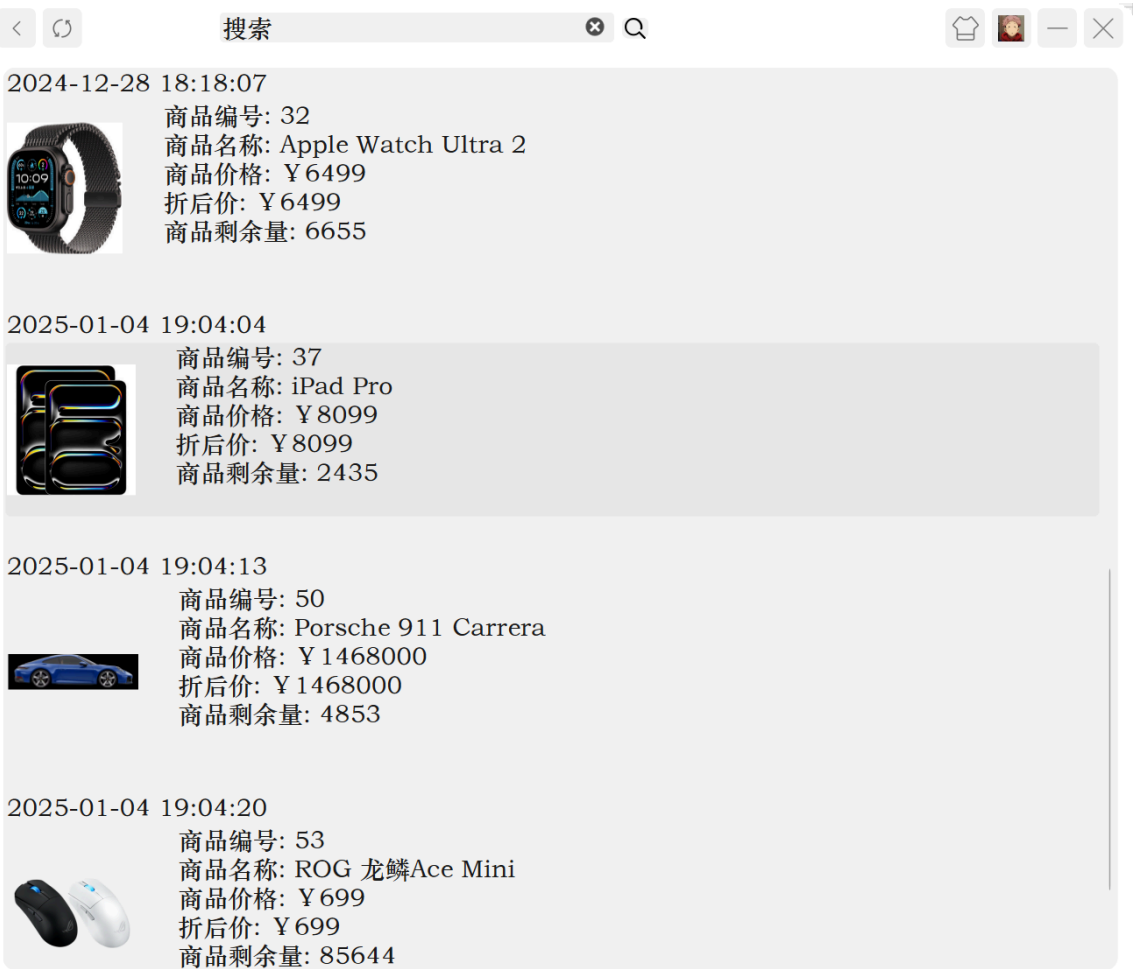 搜索
2024-12-28 18:18:07
商品编号: 32
商品名称: Apple Watch Ultra 2
商品价格: ￥6499
折后价: ￥6499
商品剩余量: 6655
10:09
2025-01-04 19:04:04
商品编号: 37
商品名称: iPad Pro
商品价格: ￥8099
折后价: ￥8099
商品剩余量: 2435
2025-01-04 19:04:13
商品编号: 50
商品名称: Porsche 911 Carrera
商品价格: ￥1468000
折后价: ￥1468000
商品剩余量: 4853
2025-01-04 19:04:20
商品编号: 53
商品名称: ROG 龙鳞Ace Mini
商品价格: ￥699
折后价: ￥699
商品剩余量: 85644